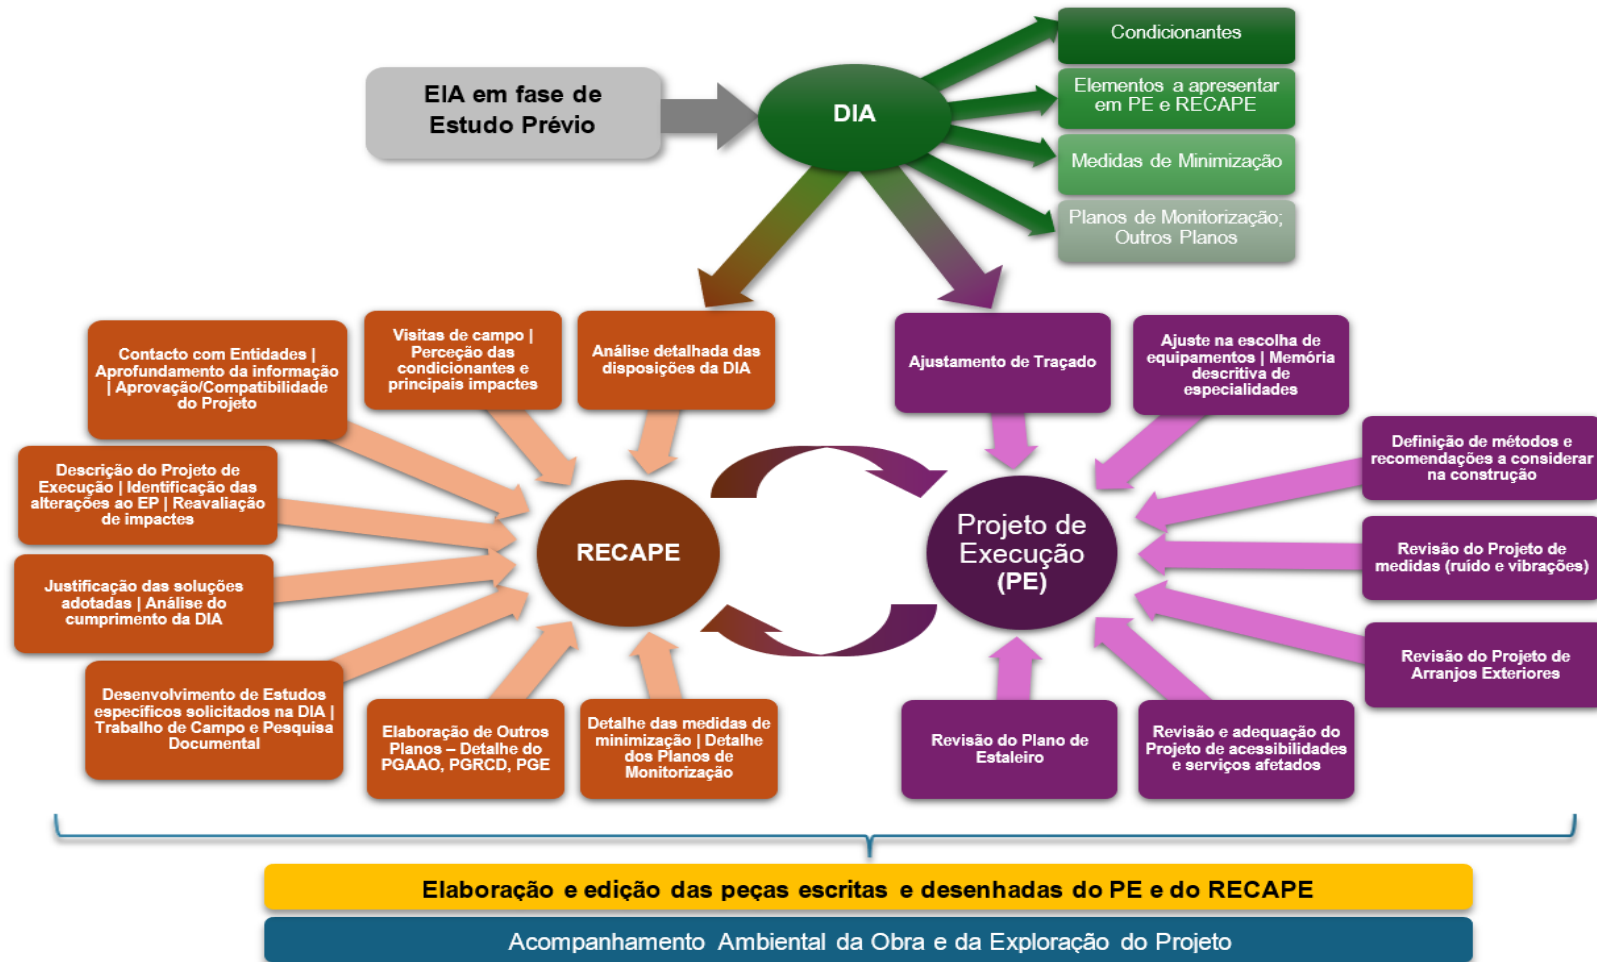 Condicionantes
EIA em fase de
Estudo Prévio
DIA
Elementos a apresentar
em PE e RECAPE
Medidas de Minimização
Planos de Monitorização;
Outros Planos
Contacto com Entidades |
Aprofundamento da informação
| Aprovação/Compatibilidade
do Projeto
Visitas de campo |
Perceção das
condicionantes e
principais impactes
Análise detalhada das
disposições da DIA
Ajustamento de Traçado
Ajuste na escolha de
equipamentos | Memória
descritiva de
especialidades
Descrição do Projeto de
Execução | Identificação das
alterações ao EP | Reavaliação
de impactes
Definição de métodos e
recomendações a considerar
na construção
RECAPE
Projeto de
Execução
(PE)
Revisão do Projeto de
medidas (ruído e vibrações)
Justificação das soluções
adotadas | Análise do
cumprimento da DIA
Revisão do Projeto de
Arranjos Exteriores
Desenvolvimento de Estudos
específicos solicitados na DIA |
Trabalho de Campo e Pesquisa
Documental
Elaboração de Outros
Planos – Detalhe do
PGAAO, PGRCD, PGE
Detalhe das medidas de
minimização | Detalhe
dos Planos de
Monitorização
Revisão do Plano de
Estaleiro
Revisão e adequação do
Projeto de acessibilidades
e serviços afetados
Elaboração e edição das peças escritas e desenhadas do PE e do RECAPE
Acompanhamento Ambiental da Obra e da Exploração do Projeto